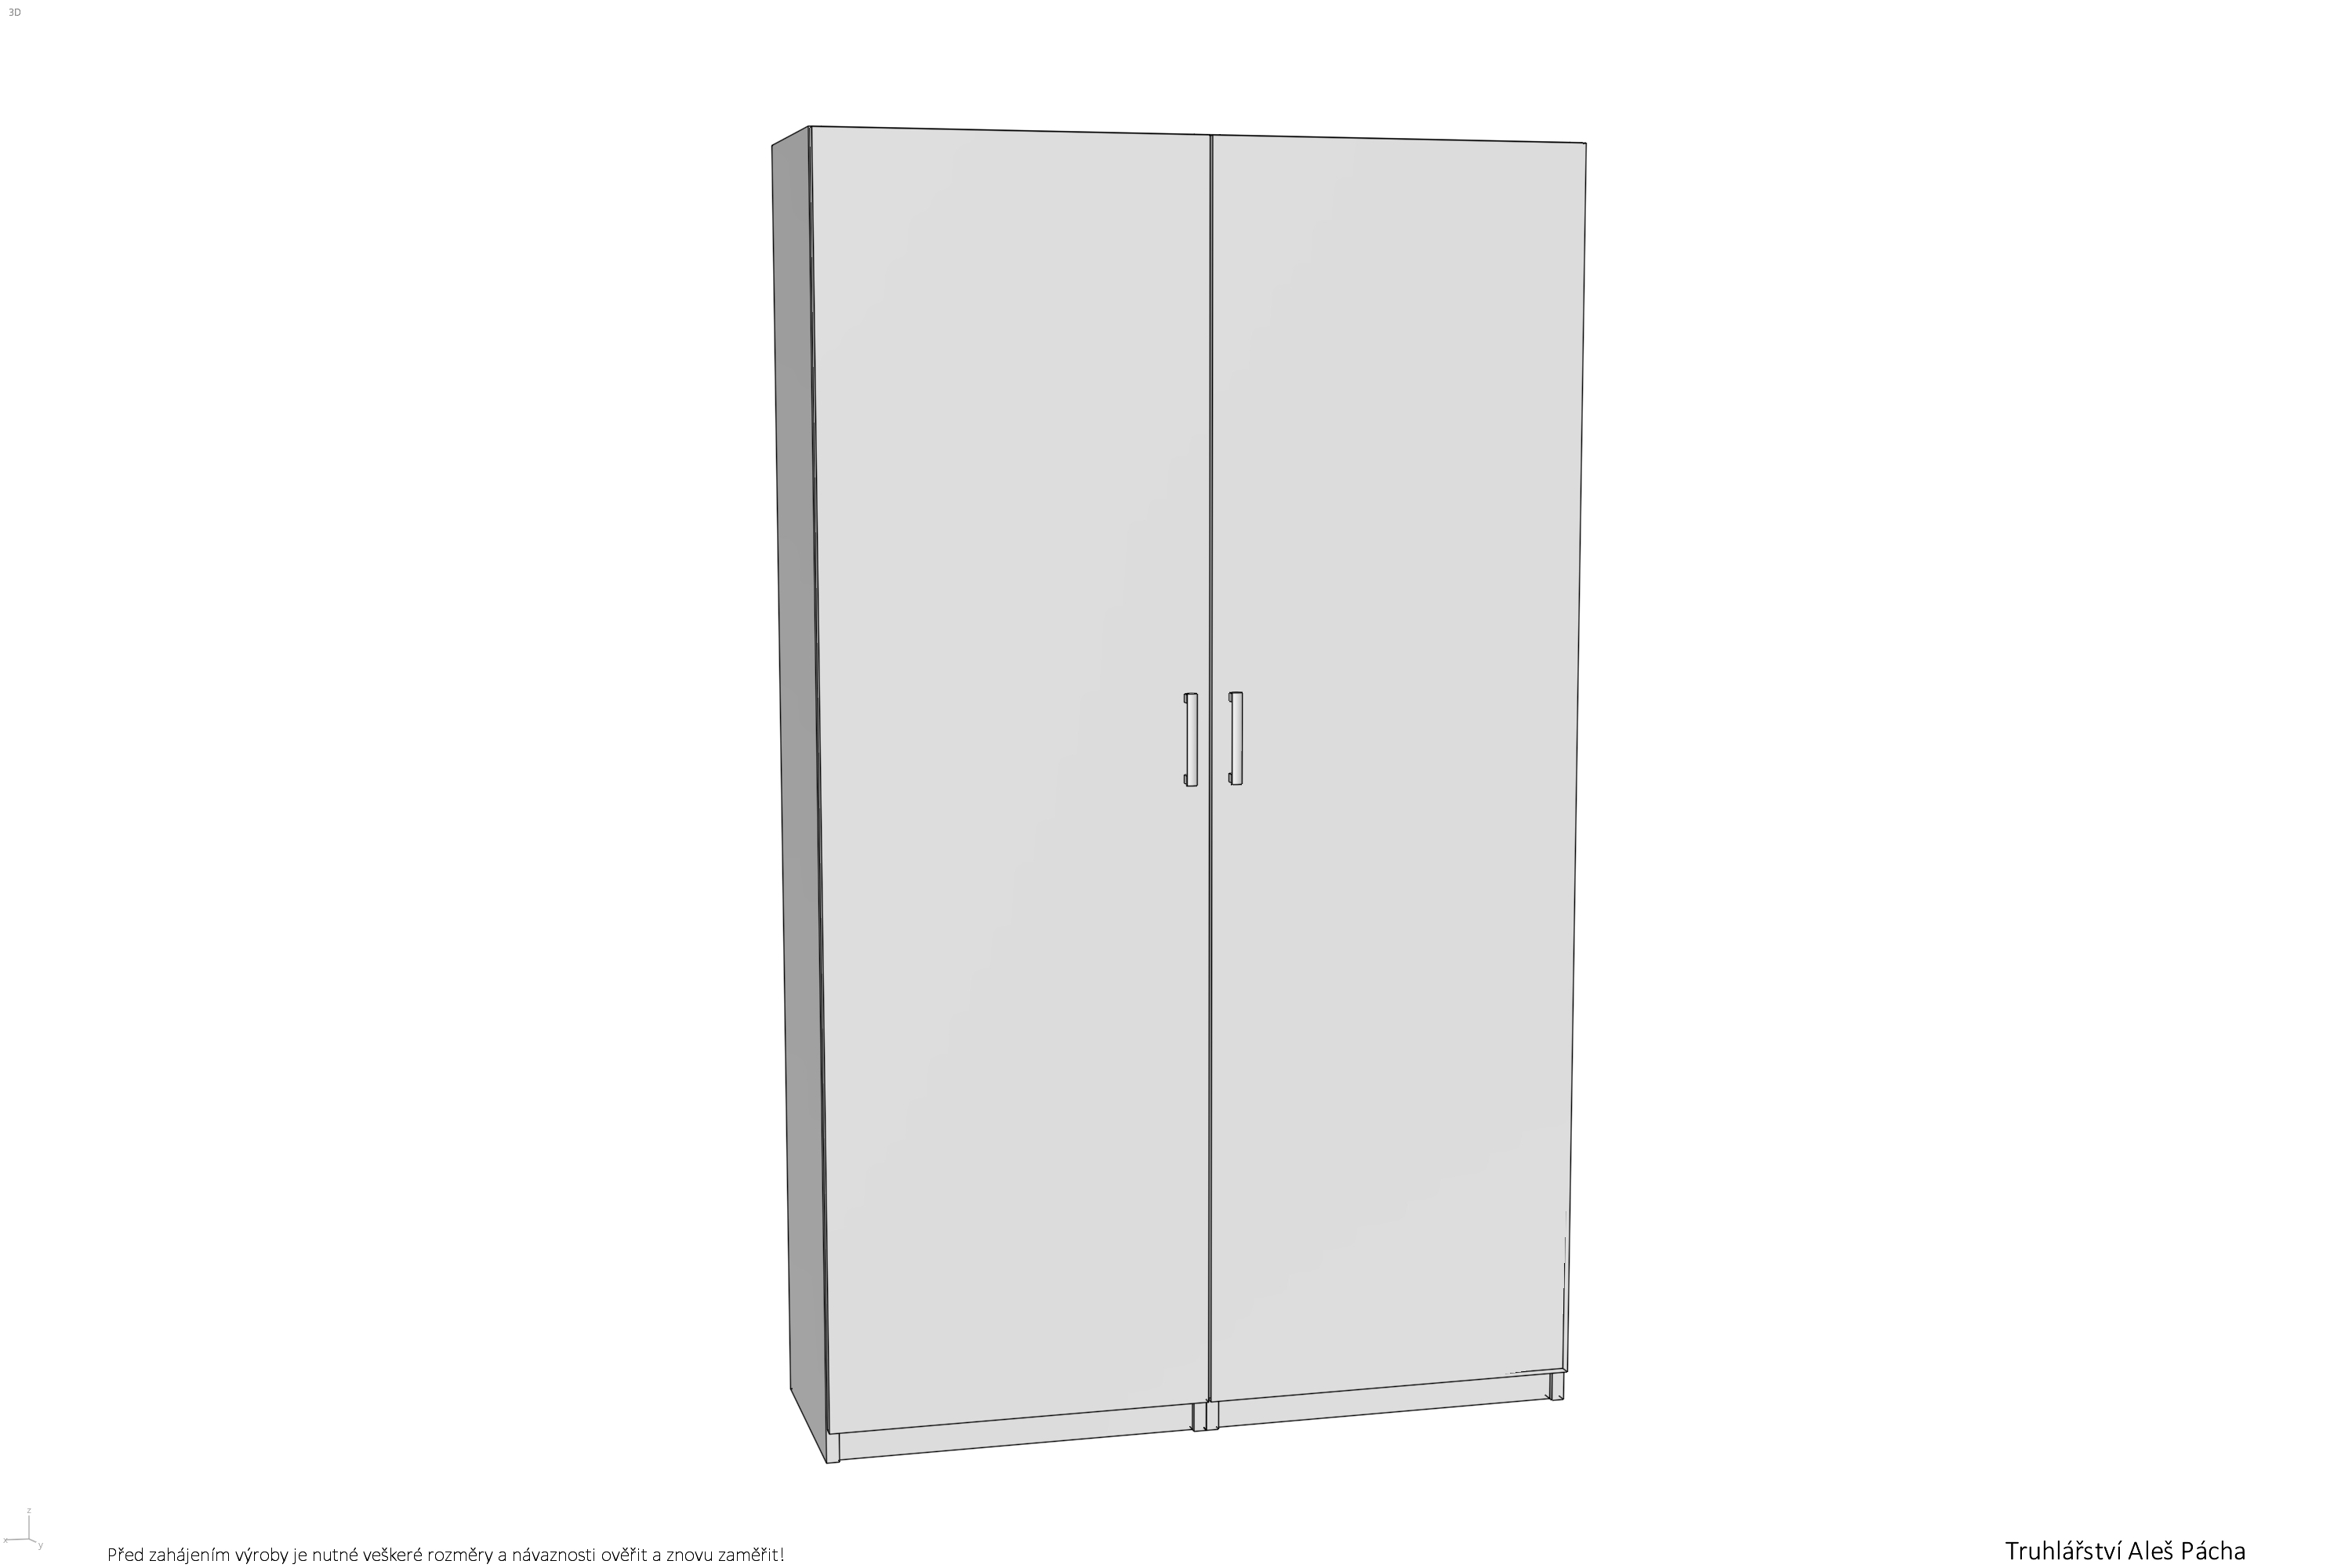 3D
z
x
y
Před zahájením výroby je nutné veškeré rozměry a návaznosti ověřit a znovu zaměřit!
Truhlářství Aleš Pácha